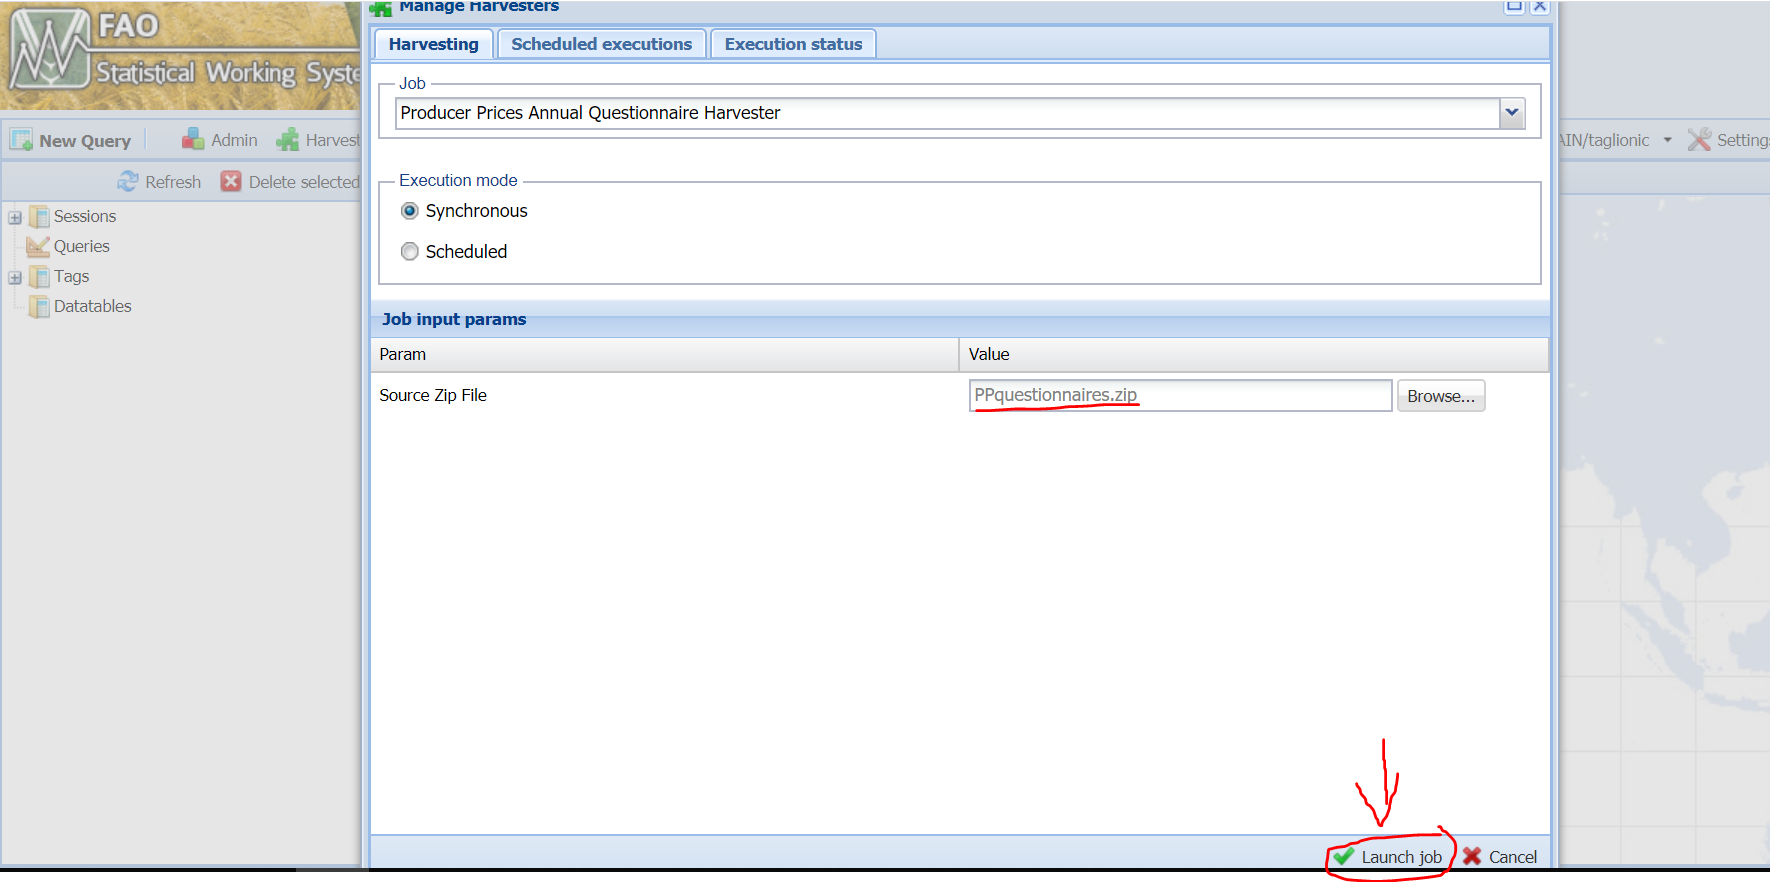 Manage Harvesters
FAO
Statistical Working Syste
Harvesting Scheduled executions Execution status
Job
Producer Prices Annual Questionnaire Harvester
New Query Admin Harvest
AIN/taglionic Settings
Refresh Delete selected
Execution mode
Synchronous
Scheduled
Sessions
Queries
Tags
Datatables
Job input params
Param Value
Source Zip File PPquestionnaires.zip Browse...
Launch job Cancel